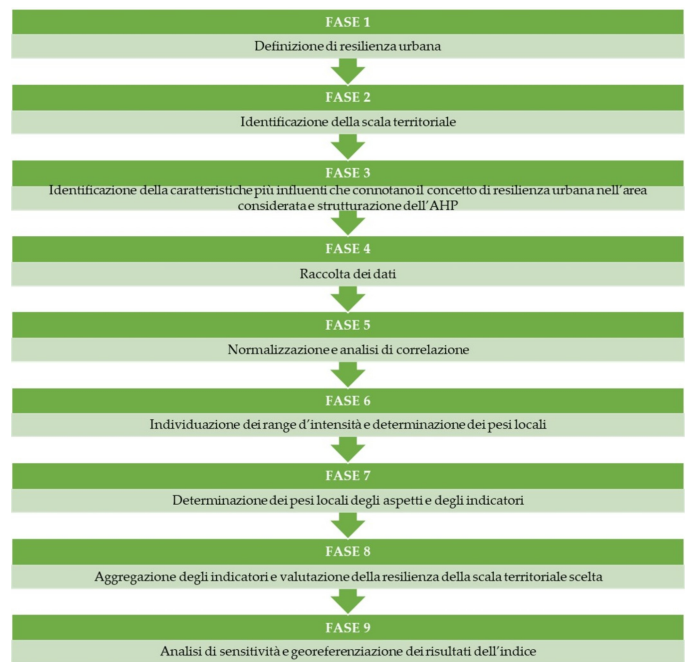 FASE 1
Definizione di resilienza urbana
FASE 2
Identificazione della scala territoriale
FASE 3
Identificazione della caratteristiche più influenti che connotano il concetto di resilienza urbana nell'area
considerata e strutturazione dell'AHP
FASE 4
Raccolta dei dati
FASE 5
Normalizzazione e analisi di correlazione
FASE 6
Individuazione dei range d'intensità e determinazione dei pesi locali
FASE 7
Determinazione dei pesi locali degli aspetti e degli indicatori
FASE 8
Aggregazione degli indicatori e valutazione della resilienza della scala territoriale scelta
FASE 9
Analisi di sensitività e georeferenziazione dei risultati dell'indice